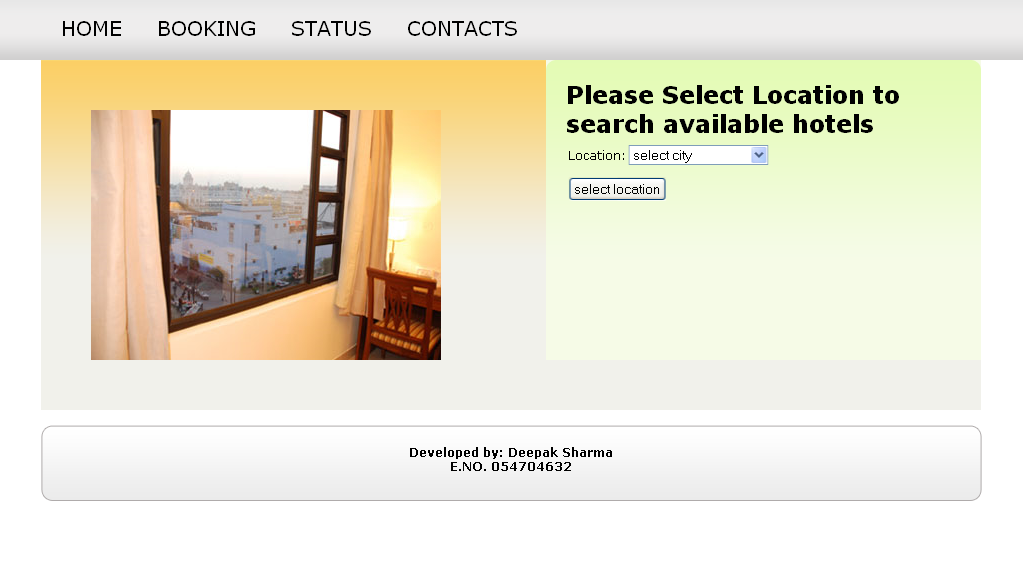 HOME BOOKING STATUS CONTACTS
Please Select Location to
search available hotels
Location: select city
select location
Developed by: Deepak Sharma
E.NO. 054704632